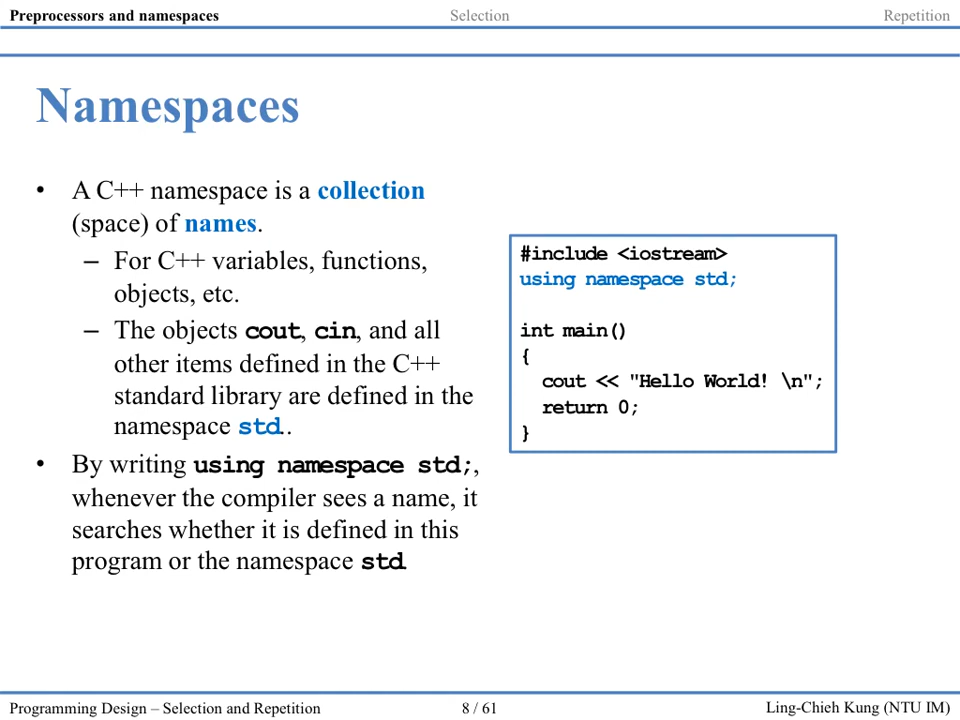 Preprocessors and namespaces Selection Repetition
Namespaces
• A C++ namespace is a collection
(space) of names.
– For C++ variables, functions,
objects, etc.
– The objects cout, cin, and all
other items defined in the C++
standard library are defined in the
namespace std..
• By writing using namespace std;,
whenever the compiler sees a name, it
searches whether it is defined in this
program or the namespace std
#include <iostream>
using namespace std;
int main()
{
cout << "Hello World! \n";
return 0;
}
Programming Design – Selection and Repetition 8 / 61 Ling-Chieh Kung (NTU IM)